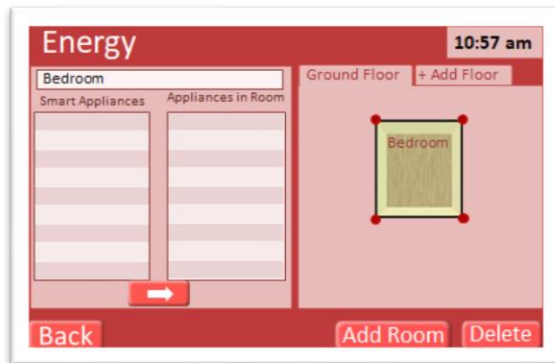 Energy
10:57 am
Bedroom
Smart Appliances
Appliances in Room
Ground Floor
+ Add Floor
Bedroom
Back
Add Room
Delete